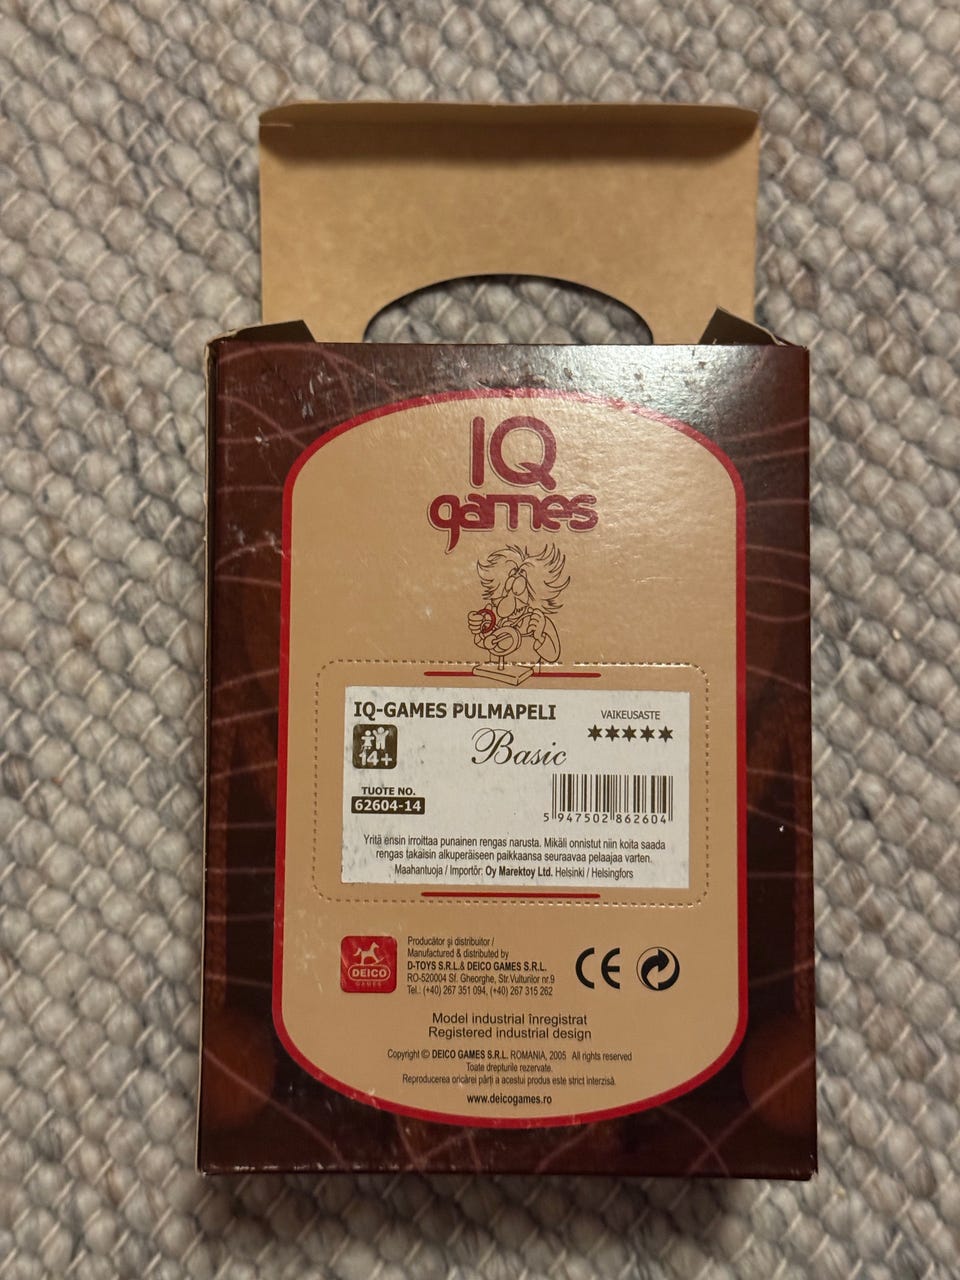 IQ
games
IQ-GAMES PULMAPELI
VAIKEUSASTE
★★★★★
14+
Basic
TUOTE NO.
62604-14
5 947502 862604
Yritä ensin irroittaa punainen rengas narusta. Mikäli onnistut niin koita saada
rengas takaisin alkuperäiseen paikkaansa seuraavaa pelaajaa varten.
Maahantuoja / Importör: Oy Marektoy Ltd. Helsinki / Helsingfors
DEICO
GAMES
Producător şi distribuitor /
Manufactured & distributed by
D-TOYS S.R.L.& DEICO GAMES S.R.L.
RO-520004 Sf. Gheorghe, Str.Vulturilor nr.9
Tel.: (+40) 267 351 094, (+40) 267 315 262
CE
Model industrial înregistrat
Registered industrial design
Copyright © DEICO GAMES S.R.L. ROMANIA, 2005 All rights reserved
Toate drepturile rezervate.
Reproducerea oricărei părţi a acestui produs este strict interzisă.
www.deicogames.ro